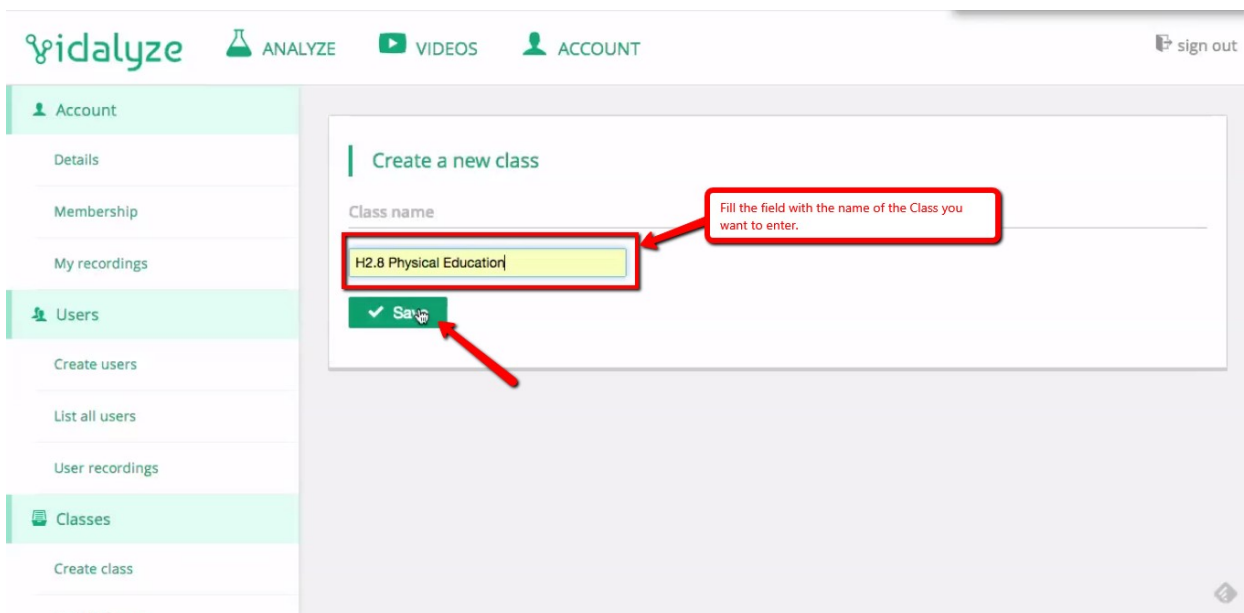 Vidalyze
ANALYZE
VIDEOS
ACCOUNT
sign out
Account
Details
Membership
My recordings
Users
Create users
List all users
User recordings
Classes
Create class
Create a new class
Class name
Fill the field with the name of the Class you
want to enter.
H2.8 Physical Education
Save